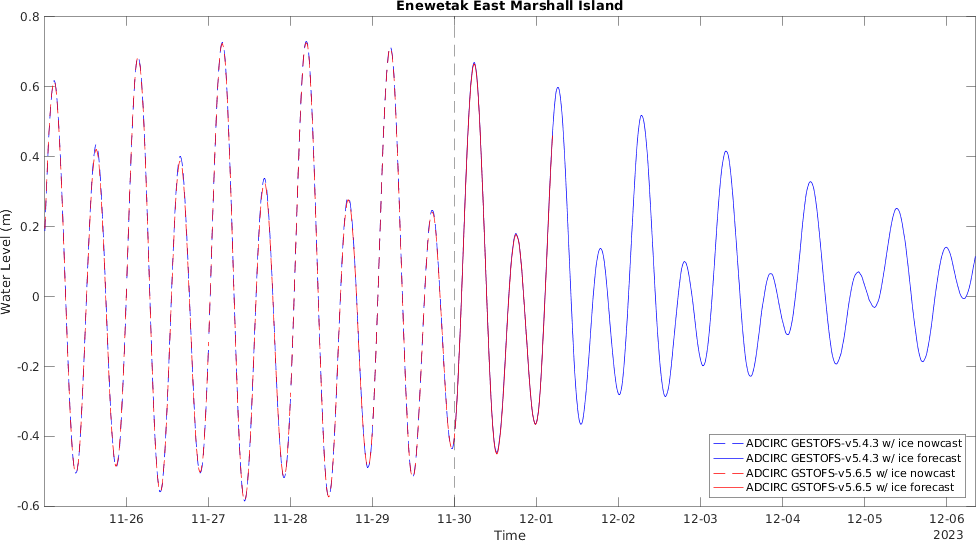 Enewetak East Marshall Island
0.8
0.6
0.4
0.2
0
-0.2
-0.4
-0.6
Water Level (m)
ADCIRC GESTOFS-v5.4.3 w/ ice nowcast
ADCIRC GSTOFS-v5.4.3 w/ ice forecast
ADCIRC GSTOFS-v5.6.5 w/ ice nowcast
ADCIRC GSTOFS-v5.6.5 w/ ice forecast
11-26 11-27 11-28 11-29 11-30 12-01 12-02 12-03 12-04 12-05 12-06
2023
Time